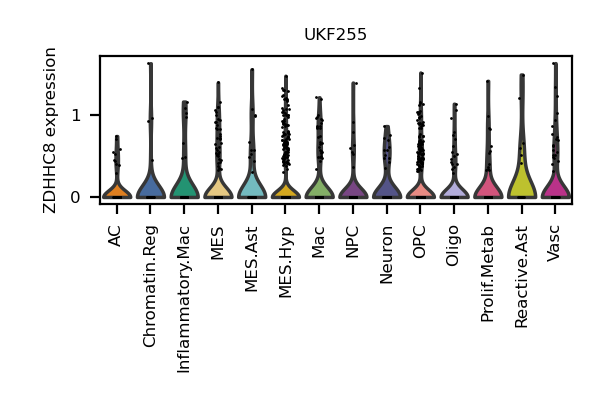 UKF255
ZDHHC8 expression
1
0
AC
Chromatin.Reg
Inflammatory.Mac
MES
MES.Ast
MES.Hyp
Mac
NPC
Neuron
OPC
Oligo
Prolif.Metab
Reactive.Ast
Vasc